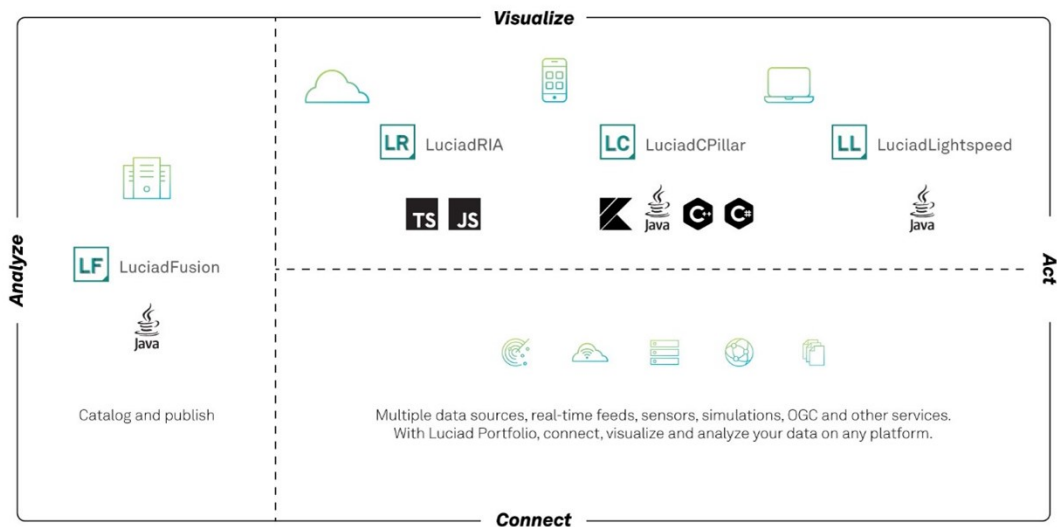 Visualize
LR LuciadRIA
LC LuciadCPillar
LL LuciadLightspeed
TS JS
Java C++ C#
Java
Analyze
LF LuciadFusion
Java
Catalog and publish
Act
Multiple data sources, real-time feeds, sensors, simulations, OGC and other services.
With Luciad Portfolio, connect, visualize and analyze your data on any platform.
Connect